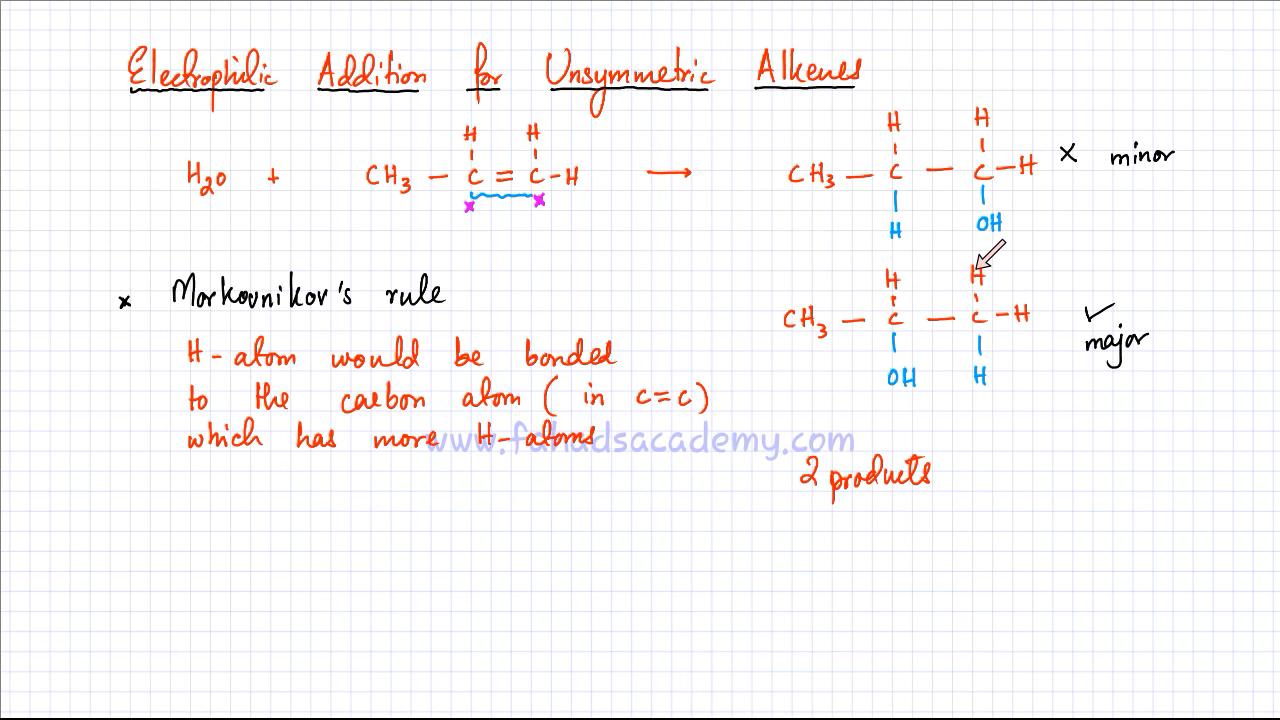 Electrophilic Addition for Unsymmetric Alkenes
H H
H2O + CH3 - C = C - H ⟶
x x
H H
CH3 — C — C — H x minor
H OH
x Markovnikov's rule
H-atom would be bonded
to the carbon atom ( in C=C )
which has more H-atoms
www.fahadsacademy.com
H H
CH3 — C — C — H ✓
major
OH H
2 products